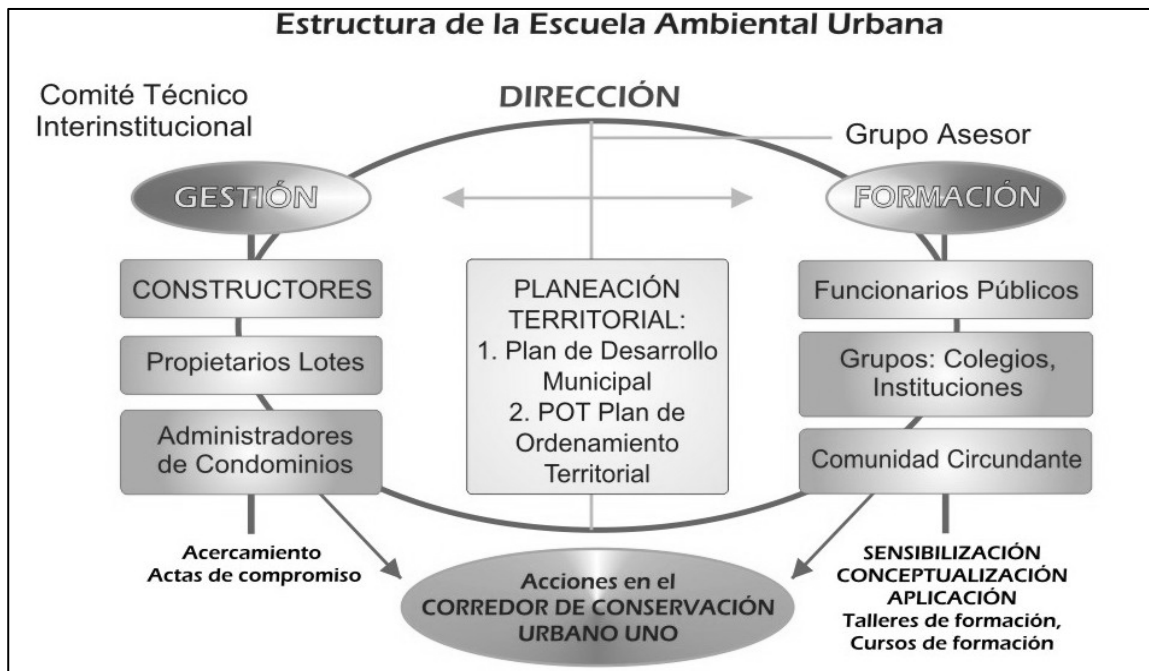 Estructura de la Escuela Ambiental Urbana
Comité Técnico
Interinstitucional
DIRECCIÓN
Grupo Asesor
GESTIÓN
FORMACIÓN
CONSTRUCTORES
Propietarios Lotes
Administradores
de Condominios
PLANEACIÓN
TERRITORIAL:
1. Plan de Desarrollo
Municipal
2. POT Plan de
Ordenamiento
Territorial
Funcionarios Públicos
Grupos: Colegios,
Instituciones
Comunidad Circundante
Acercamiento
Actas de compromiso
Acciones en el
CORREDOR DE CONSERVACIÓN
URBANO UNO
SENSIBILIZACIÓN
CONCEPTUALIZACIÓN
APLICACIÓN
Talleres de formación,
Cursos de formación